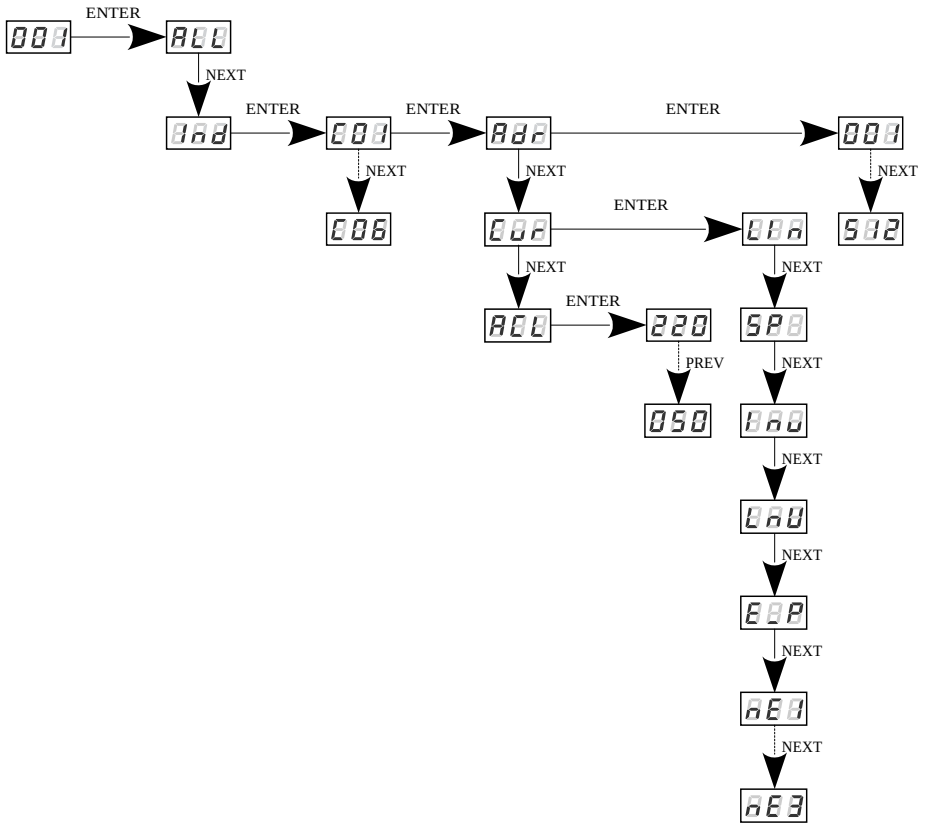 ENTER
001 ALL
NEXT
ENTER ENTER ENTER
Ind C01 Adr 001
NEXT NEXT NEXT
ENTER
C06 Cur LIn 512
NEXT NEXT
ENTER
ACL 220 SP
PREV NEXT
050 InU
NEXT
LnU
NEXT
E_P
NEXT
nE1
NEXT
nE3